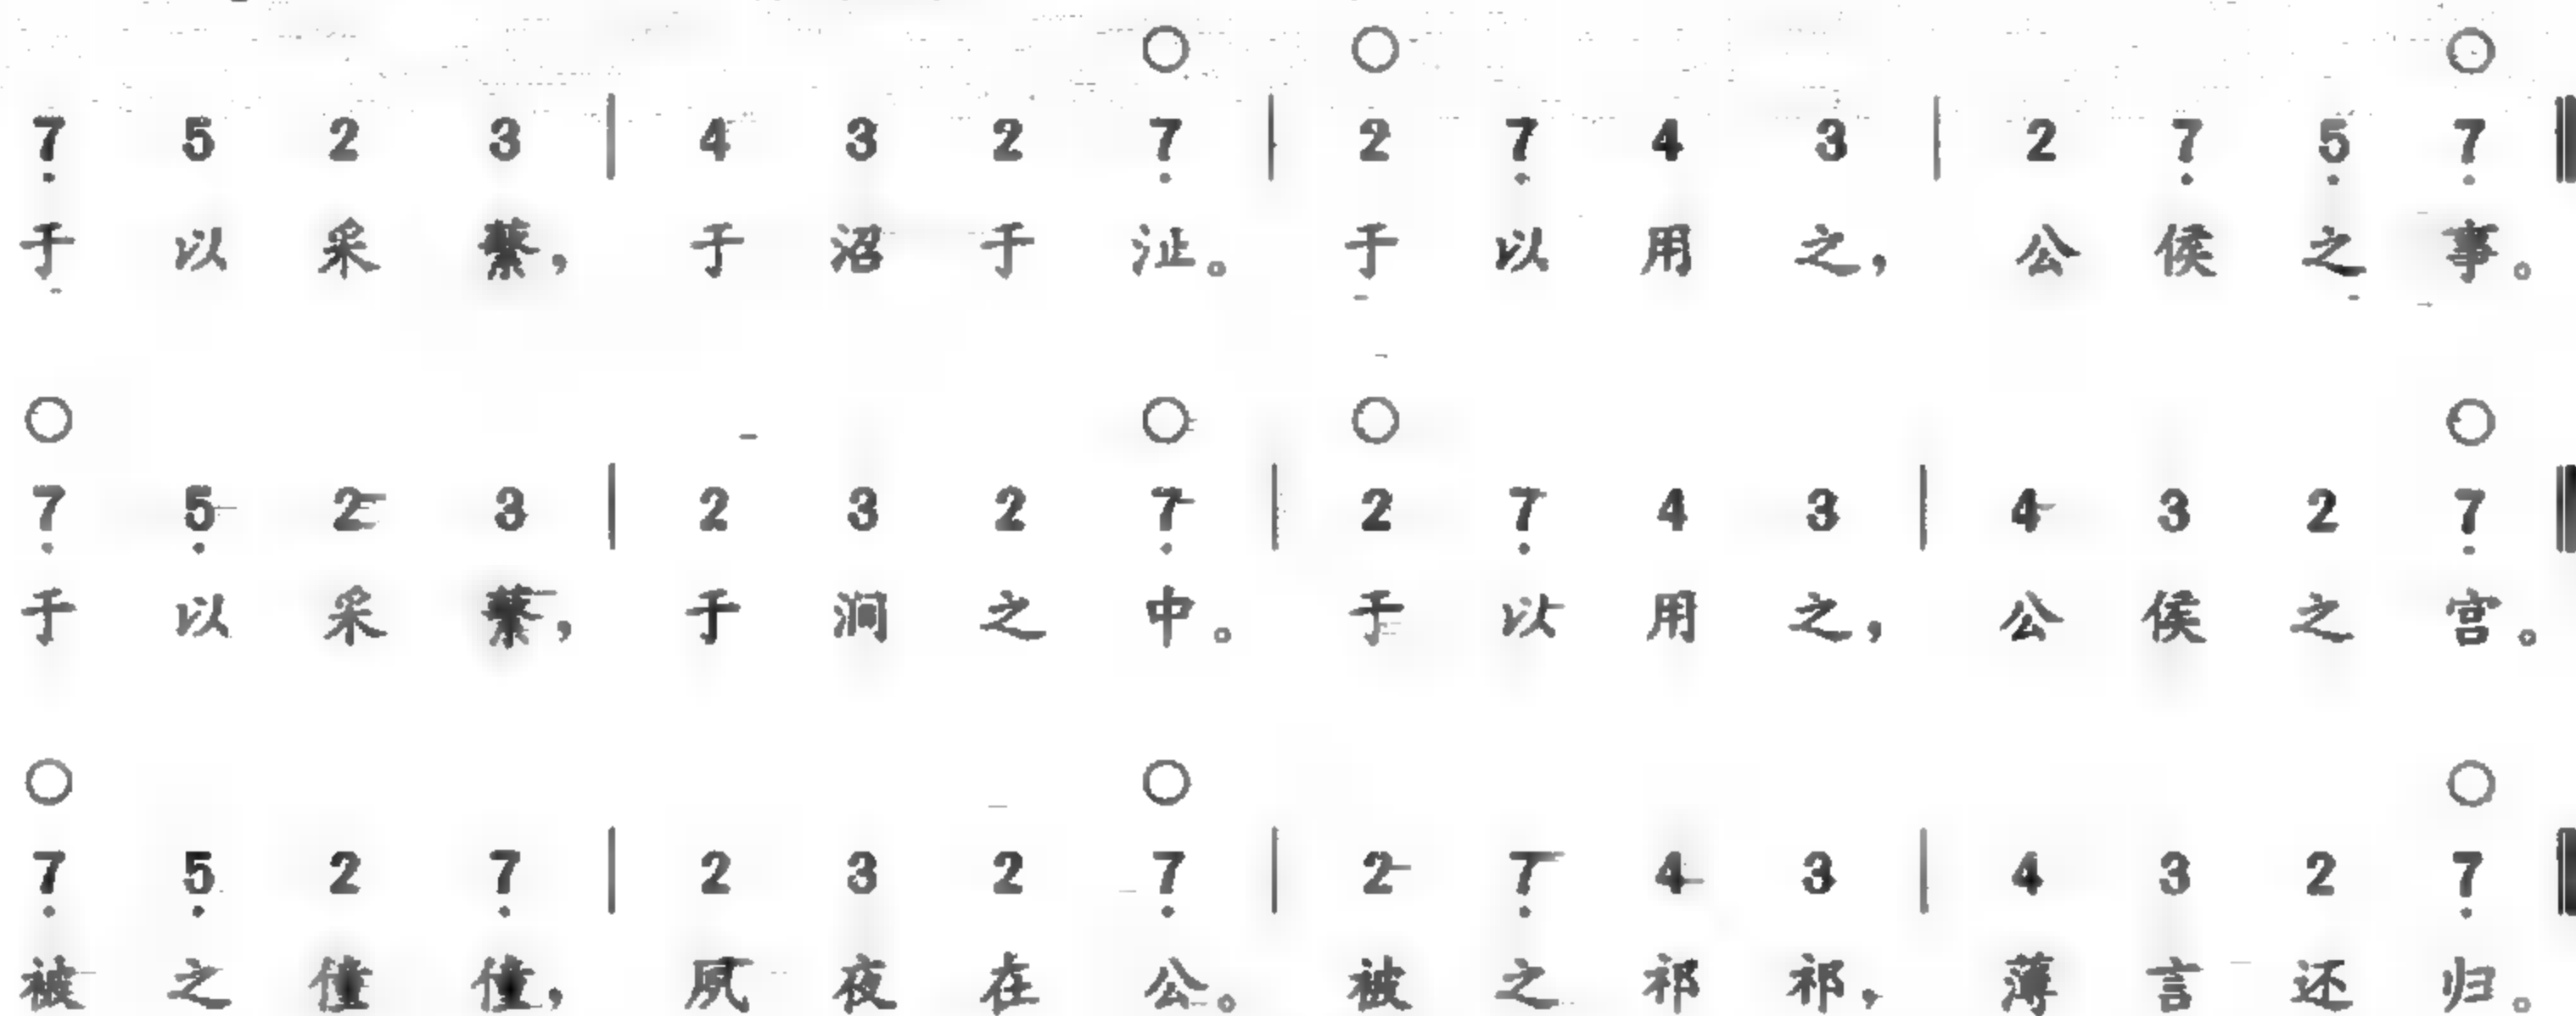 7 5 2 3 | 4 3 2 7 | 2 7 4 3 | 2 7 5 7
于 以 采 蘩， 于 沼 于 沚。 于 以 用 之， 公 侯 之 事。
7 5 2 3 | 2 3 2 7 | 2 7 4 3 | 4 3 2 7
于 以 采 蘩， 于 涧 之 中。 于 以 用 之， 公 侯 之 宫。
7 5 2 7 | 2 3 2 7 | 2 7 4 3 | 4 3 2 7
被 之 僮 僮， 夙 夜 在 公。 被 之 祁 祁， 薄 言 还 归。